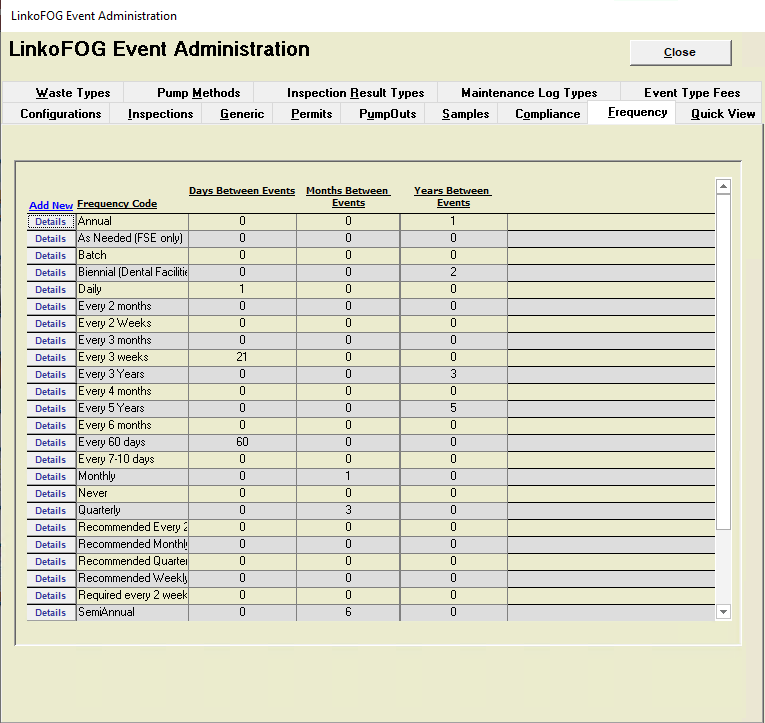 LinkoFOG Event Administration
LinkoFOG Event Administration
Close
Waste Types Pump Methods Inspection Result Types Maintenance Log Types Event Type Fees
Configurations Inspections Generic Permits PumpOuts Samples Compliance Frequency Quick View
Days Between Events Months Between Events Years Between Events
Add New Frequency Code
Details Annual 0 0 1
Details As Needed (FSE only) 0 0 0
Details Batch 0 0 0
Details Biennial (Dental Facilitie 0 0 2
Details Daily 1 0 0
Details Every 2 months 0 0 0
Details Every 2 Weeks 0 0 0
Details Every 3 months 0 0 0
Details Every 3 weeks 21 0 0
Details Every 3 Years 0 0 3
Details Every 4 months 0 0 0
Details Every 5 Years 0 0 5
Details Every 6 months 0 0 0
Details Every 60 days 60 0 0
Details Every 7-10 days 0 0 0
Details Monthly 0 1 0
Details Never 0 0 0
Details Quarterly 0 3 0
Details Recommended Every 2 0 0 0
Details Recommended Monthly 0 0 0
Details Recommended Quarter 0 0 0
Details Recommended Weekly 0 0 0
Details Required every 2 week 0 0 0
Details SemiAnnual 0 6 0